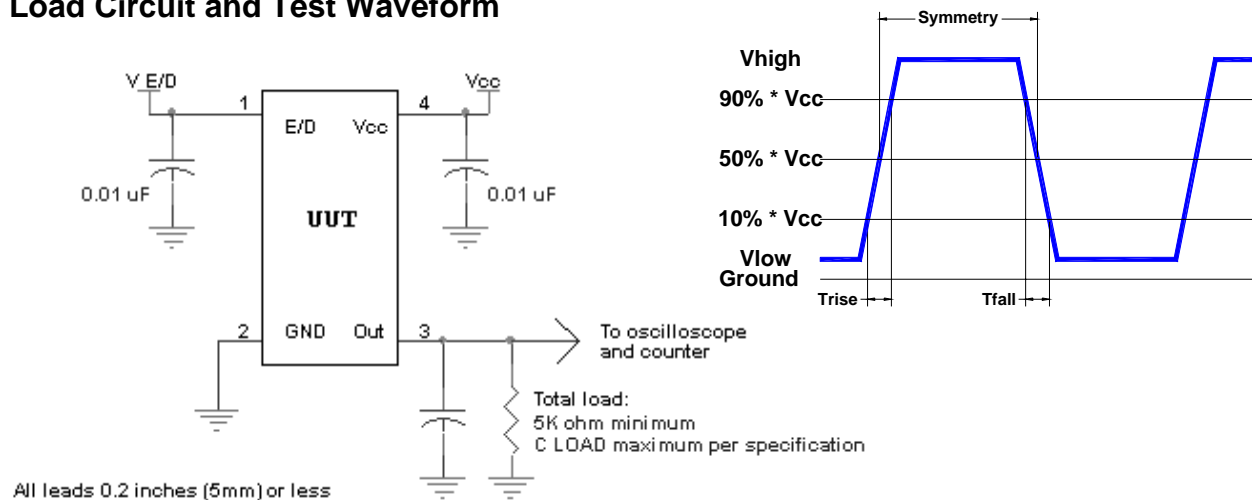 Load Circuit and Test Waveform
V E/D
Vcc
1
4
E/D
Vcc
0.01 uF
0.01 uF
UUT
2
GND
Out
3
To oscilloscope
and counter
Total load:
5K ohm minimum
C LOAD maximum per specification
All leads 0.2 inches (5mm) or less
Symmetry
Vhigh
90% * Vcc
50% * Vcc
10% * Vcc
Vlow
Ground
Trise
Tfall